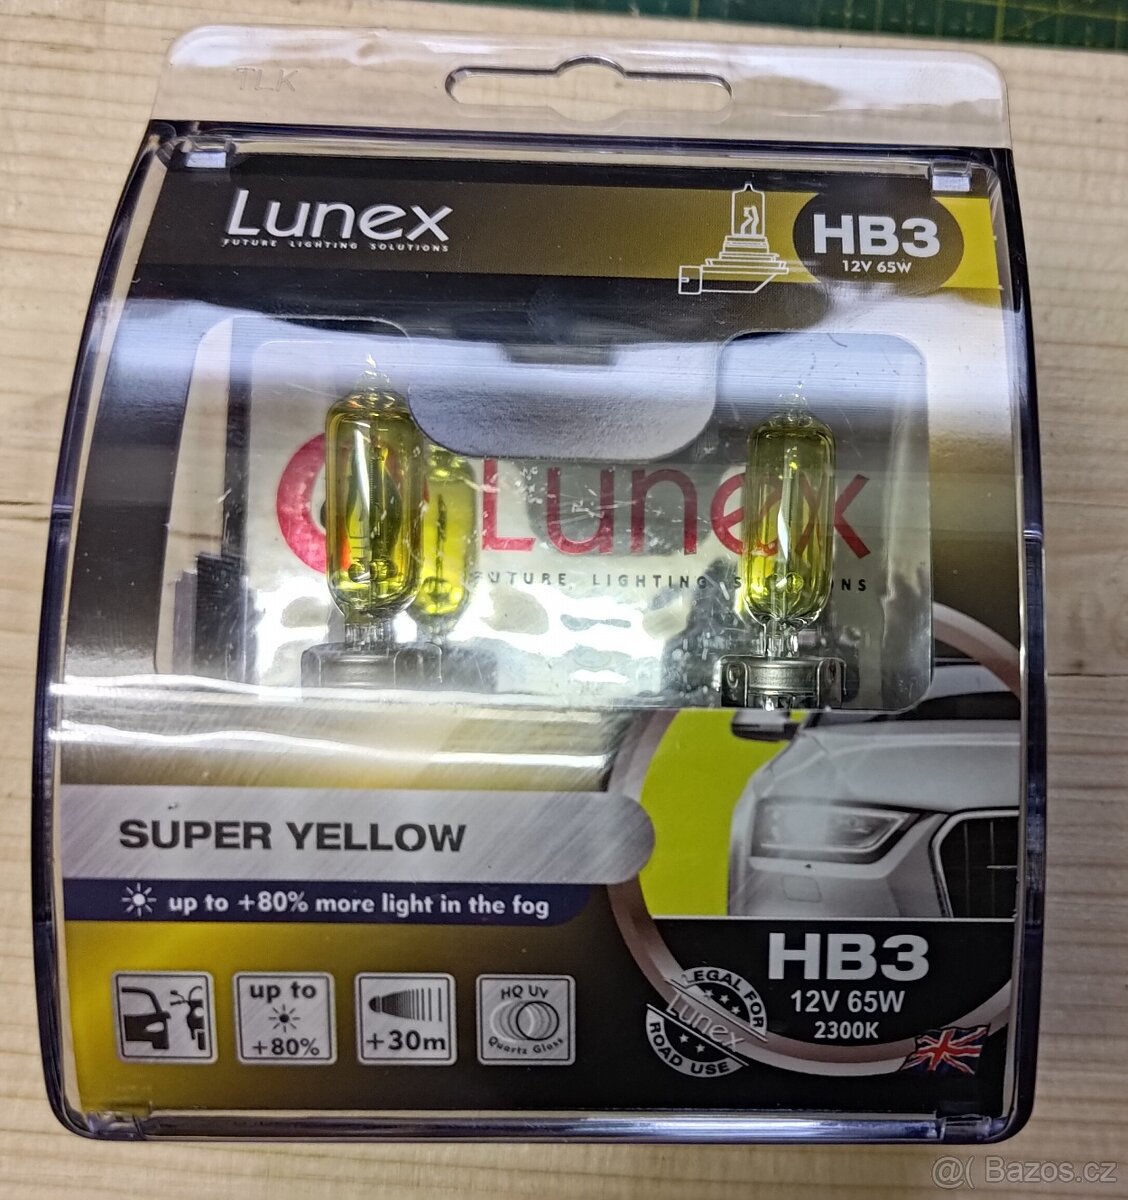 TLK
Lunex
FUTURE LIGHTING SOLUTIONS
HB3
12V 65W
Lunex
FUTURE LIGHTING S NS
SUPER YELLOW
up to +80% more light in the fog
up to
+80%
+30m
HQ UV
Quartz Glass
LEGAL FOR
Lunex
ROAD USE
HB3
12V 65W
2300K
@( Bazos.cz